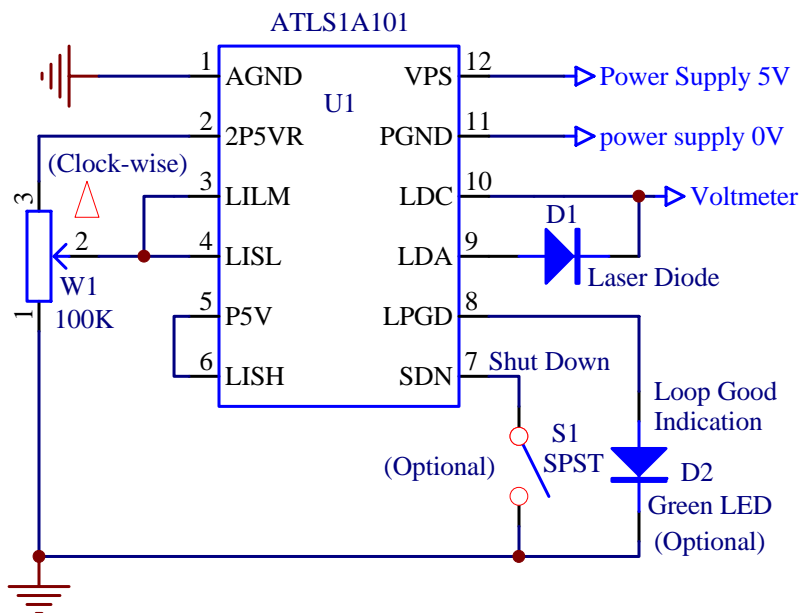 ATLS1A101
1 AGND VPS 12 Power Supply 5V
U1
2 2P5VR PGND 11 power supply 0V
(Clock-wise)
3 LILM LDC 10 Voltmeter
3
D1
2
4 LISL LDA 9
W1
Laser Diode
100K
1
5 P5V LPGD 8
6 LISH SDN 7 Shut Down
Loop Good
Indication
S1
SPST
(Optional)
D2
Green LED
(Optional)